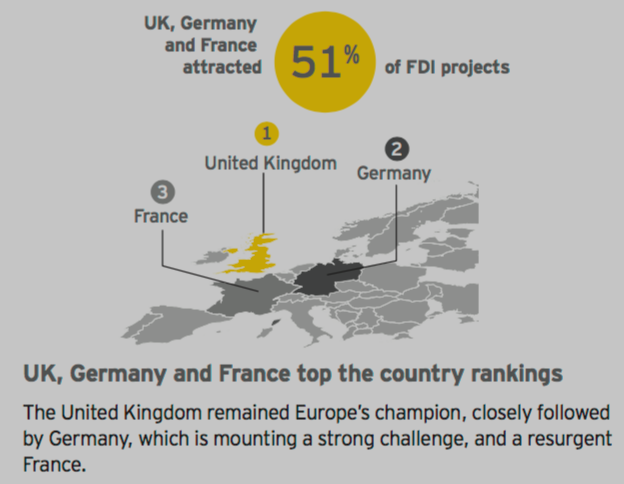 UK, Germany
and France
attracted
51%
of FDI projects
1
United Kingdom
2
Germany
3
France
UK, Germany and France top the country rankings
The United Kingdom remained Europe's champion, closely followed
by Germany, which is mounting a strong challenge, and a resurgent
France.